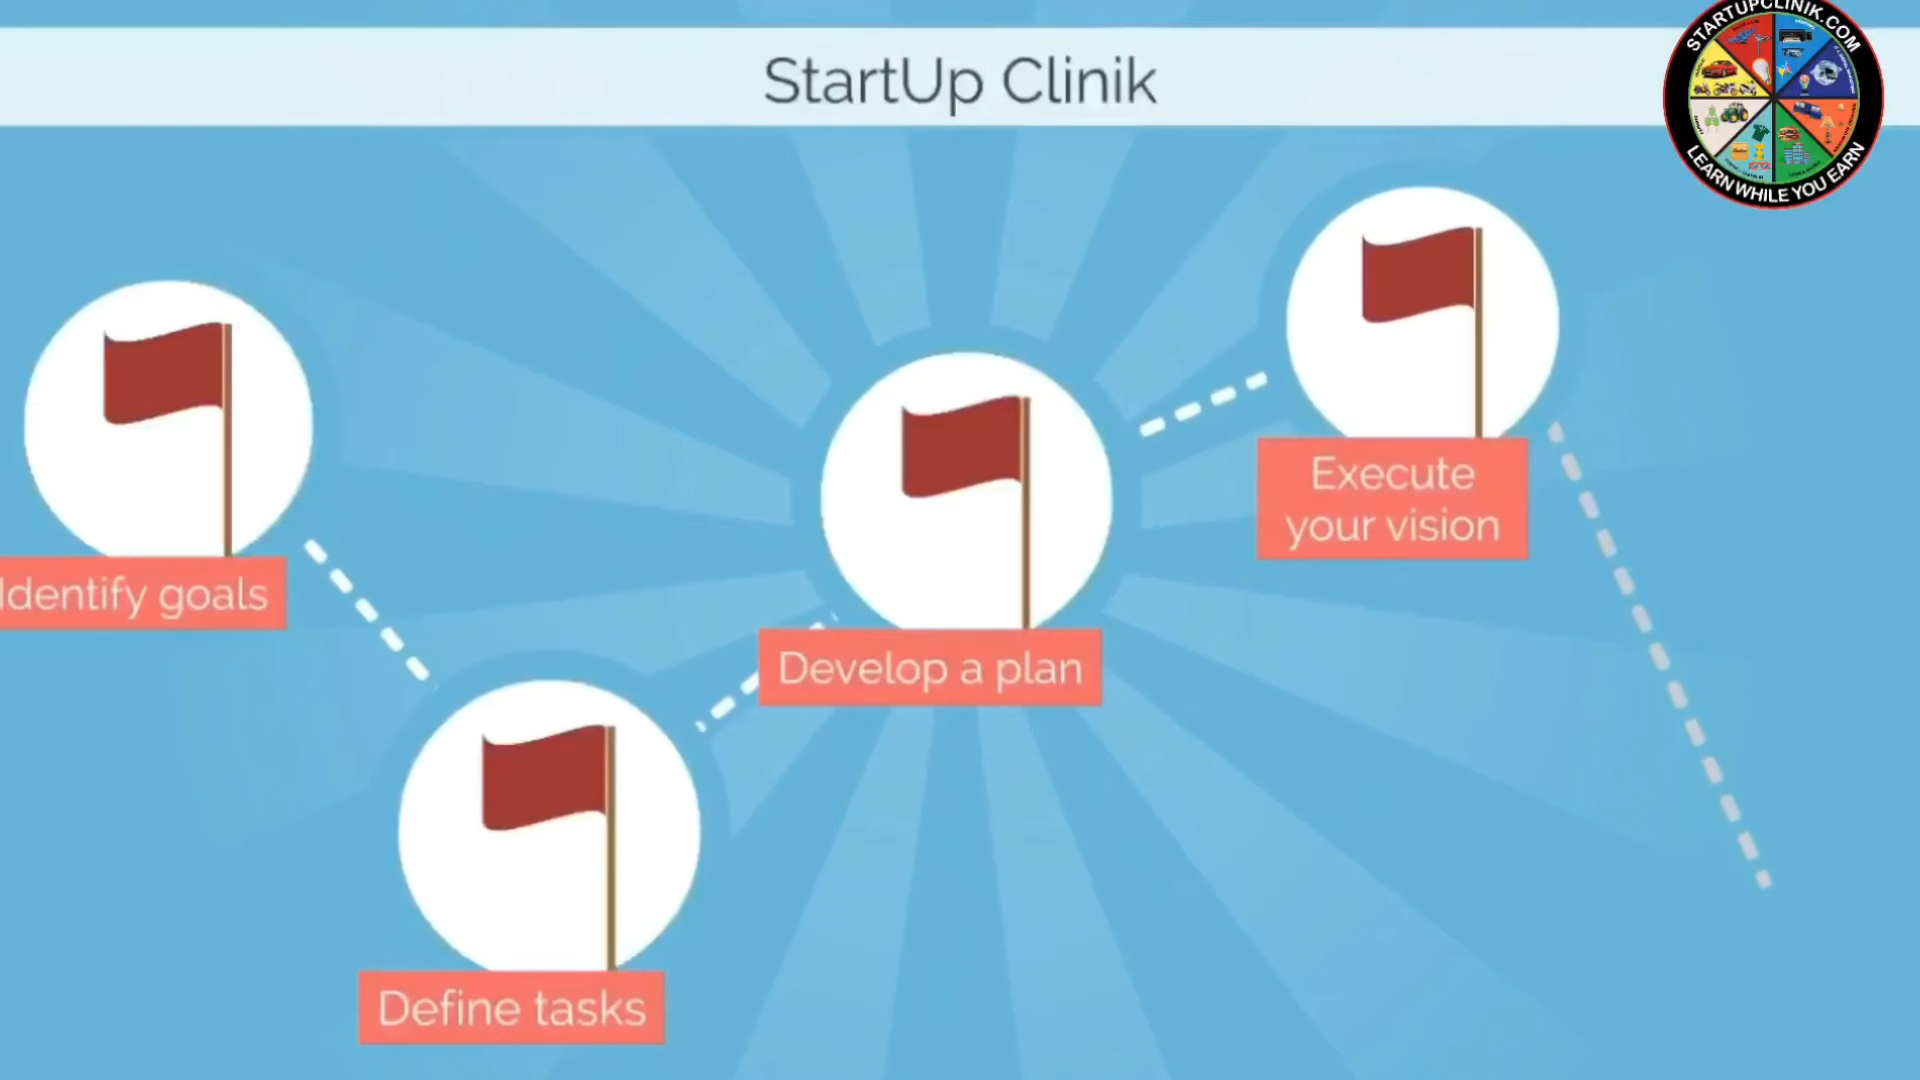 StartUp Clinik
STARTUPCLINIK.COM
LEARN WHILE YOU EARN
Identify goals
Define tasks
Develop a plan
Execute
your vision